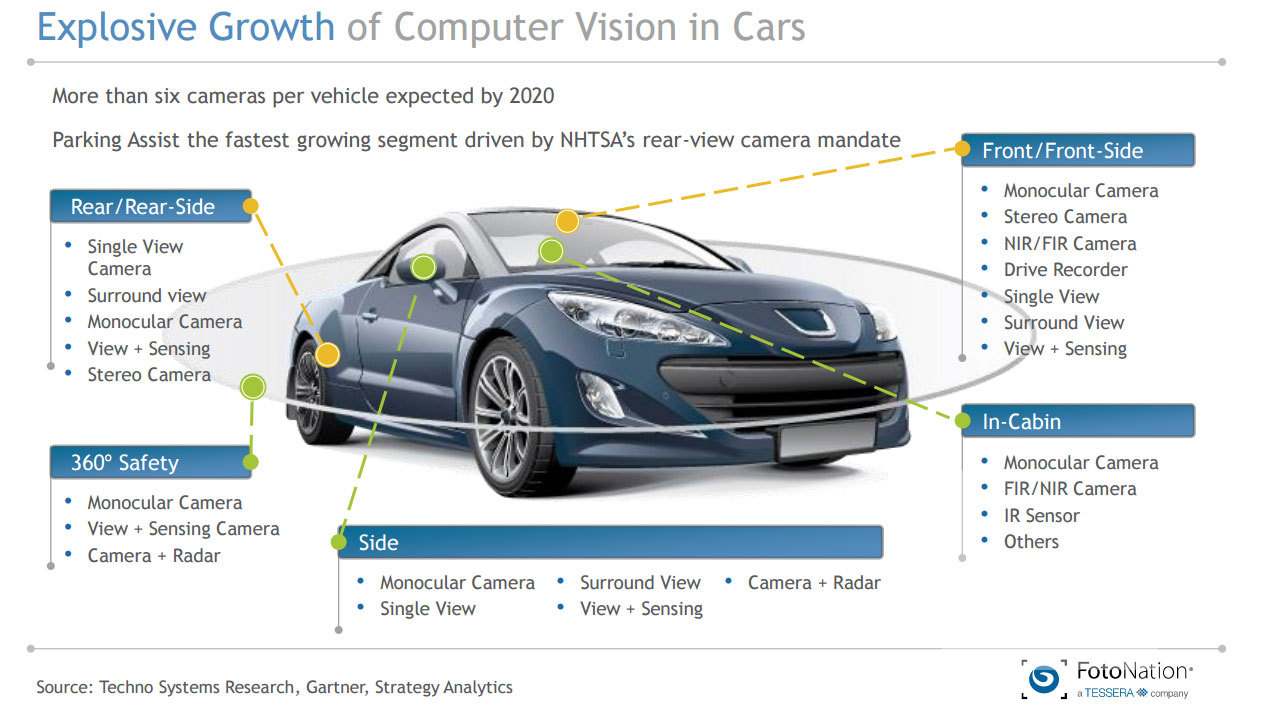 Explosive Growth of Computer Vision in Cars
More than six cameras per vehicle expected by 2020
Parking Assist the fastest growing segment driven by NHTSA's rear-view camera mandate
Front/Front-Side
• Monocular Camera
• Stereo Camera
• NIR/FIR Camera
• Drive Recorder
• Single View
• Surround View
• View + Sensing
Rear/Rear-Side
• Single View
Camera
• Surround view
• Monocular Camera
• View + Sensing
• Stereo Camera
360º Safety
• Monocular Camera
• View + Sensing Camera
• Camera + Radar
Side
• Monocular Camera
• Single View
• Surround View
• View + Sensing
• Camera + Radar
In-Cabin
• Monocular Camera
• FIR/NIR Camera
• IR Sensor
• Others
Source: Techno Systems Research, Gartner, Strategy Analytics
FotoNation
a TESSERA company